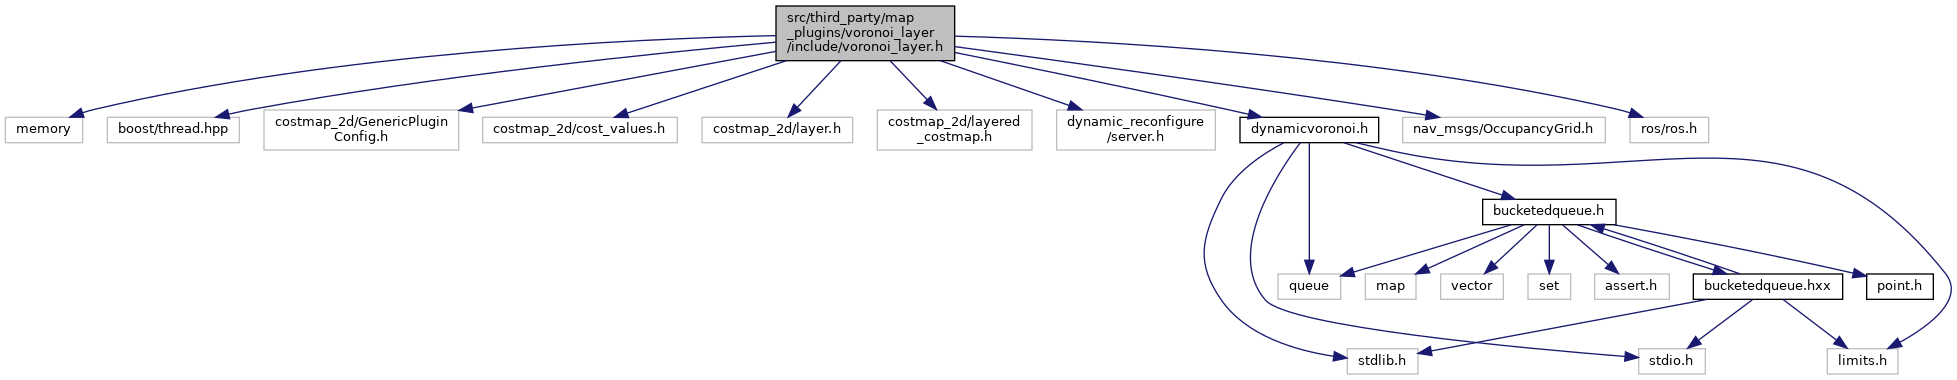 src/third_party/map
_plugins/voronoi_layer
/include/voronoi_layer.h
memory
boost/thread.hpp
costmap_2d/GenericPlugin
Config.h
costmap_2d/cost_values.h
costmap_2d/layer.h
costmap_2d/layered
_costmap.h
dynamic_reconfigure
/server.h
dynamicvoronoi.h
nav_msgs/OccupancyGrid.h
ros/ros.h
bucketedqueue.h
queue
map
vector
set
assert.h
bucketedqueue.hxx
point.h
stdlib.h
stdio.h
limits.h